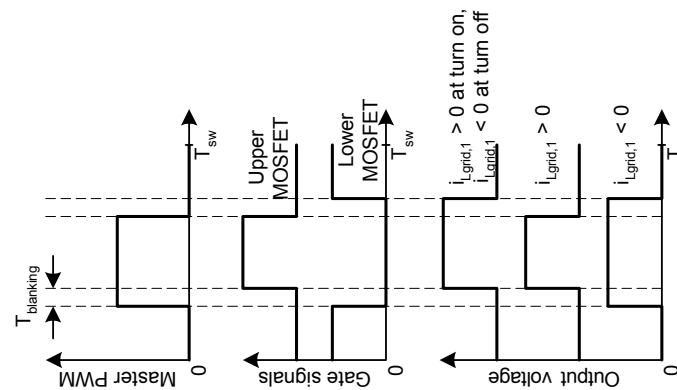 T_blanking
Master PWM
0
T_sw
Gate signals
Upper
MOSFET
Lower
MOSFET
0
T_sw
Output voltage
i_Lgrid,1 > 0 at turn on,
i_Lgrid,1 < 0 at turn off
i_Lgrid,1 > 0
i_Lgrid,1 < 0
0